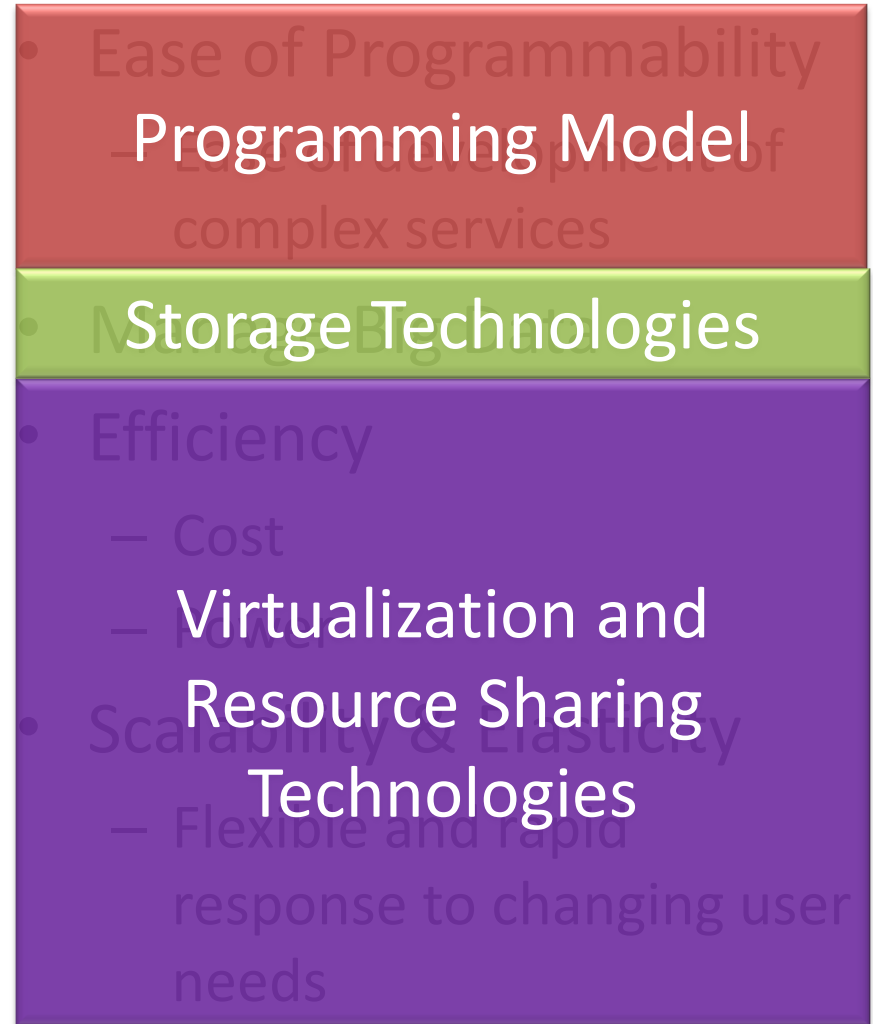 • Ease of Programmability
Programming Model
– Ease of development of
complex services
Storage Technologies
• Manage Big Data
• Efficiency
– Cost
Virtualization and
– Power
Resource Sharing
• Scalability & Elasticity
Technologies
– Flexible and rapid
response to changing user
needs